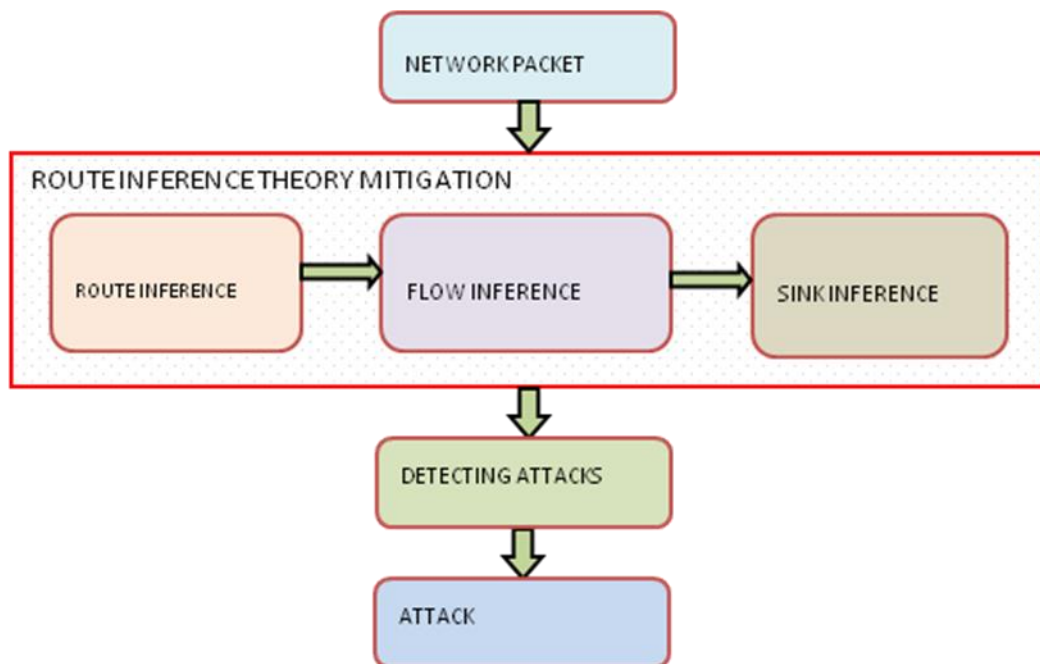 NETWORK PACKET
ROUTE INFERENCE THEORY MITIGATION
ROUTE INFERENCE
FLOW INFERENCE
SINK INFERENCE
DETECTING ATTACKS
ATTACK